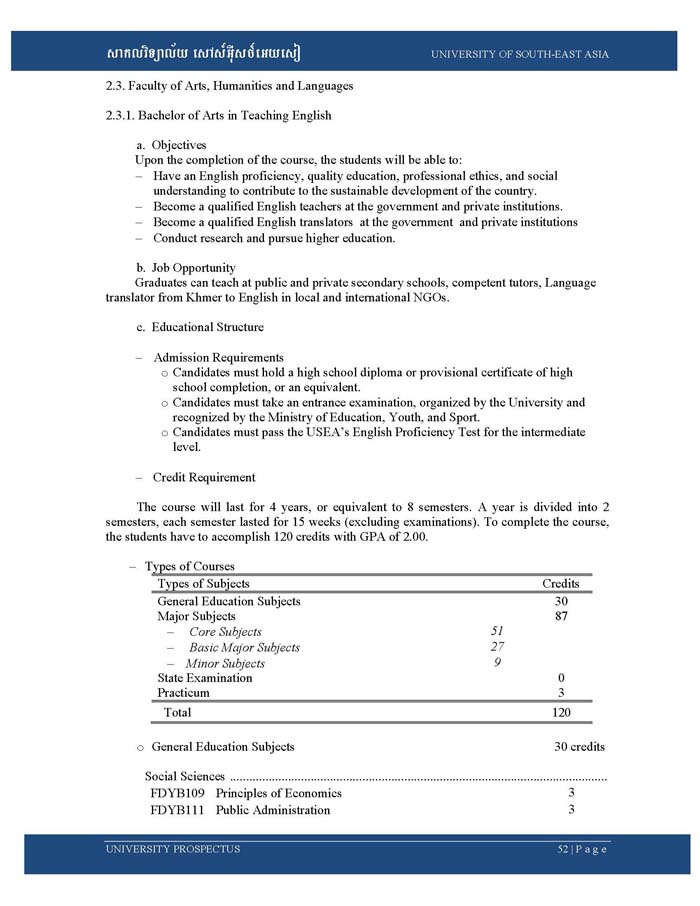 សាកលវិទ្យាល័យ សៅស៍អ៊ីសថ៍អេយសៀ UNIVERSITY OF SOUTH-EAST ASIA
2.3. Faculty of Arts, Humanities and Languages
2.3.1. Bachelor of Arts in Teaching English
a. Objectives
Upon the completion of the course, the students will be able to:
– Have an English proficiency, quality education, professional ethics, and social
understanding to contribute to the sustainable development of the country.
– Become a qualified English teachers at the government and private institutions.
– Become a qualified English translators at the government and private institutions
– Conduct research and pursue higher education.
b. Job Opportunity
Graduates can teach at public and private secondary schools, competent tutors, Language
translator from Khmer to English in local and international NGOs.
c. Educational Structure
– Admission Requirements
o Candidates must hold a high school diploma or provisional certificate of high
school completion, or an equivalent.
o Candidates must take an entrance examination, organized by the University and
recognized by the Ministry of Education, Youth, and Sport.
o Candidates must pass the USEA's English Proficiency Test for the intermediate
level.
– Credit Requirement
The course will last for 4 years, or equivalent to 8 semesters. A year is divided into 2
semesters, each semester lasted for 15 weeks (excluding examinations). To complete the course,
the students have to accomplish 120 credits with GPA of 2.00.
– Types of Courses
Types of Subjects Credits
General Education Subjects 30
Major Subjects 87
– Core Subjects 51
– Basic Major Subjects 27
– Minor Subjects 9
State Examination 0
Practicum 3
Total 120
o General Education Subjects 30 credits
Social Sciences ....................................................................................................................
FDYB109 Principles of Economics 3
FDYB111 Public Administration 3
UNIVERSITY PROSPECTUS 52 | P a g e